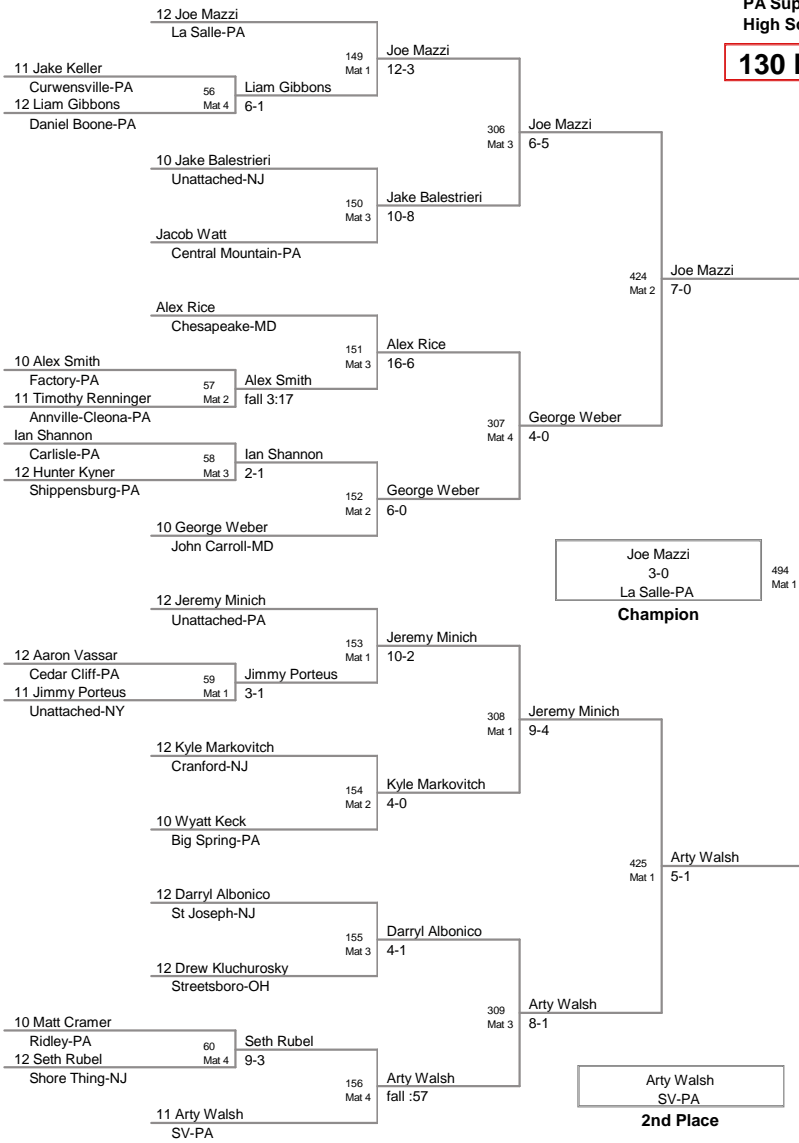 PA Sup
High Sc
130 l
12 Joe Mazzi
La Salle-PA
149
Mat 1
Joe Mazzi
12-3
11 Jake Keller
Curwensville-PA
56
Mat 4
Liam Gibbons
6-1
12 Liam Gibbons
Daniel Boone-PA
306
Mat 3
Joe Mazzi
6-5
10 Jake Balestrieri
Unattached-NJ
150
Mat 3
Jake Balestrieri
10-8
Jacob Watt
Central Mountain-PA
424
Mat 2
Joe Mazzi
7-0
Alex Rice
Chesapeake-MD
151
Mat 3
Alex Rice
16-6
10 Alex Smith
Factory-PA
57
Mat 2
Alex Smith
fall 3:17
11 Timothy Renninger
Annville-Cleona-PA
307
Mat 4
George Weber
4-0
Ian Shannon
Carlisle-PA
58
Mat 3
Ian Shannon
2-1
12 Hunter Kyner
Shippensburg-PA
152
Mat 2
George Weber
6-0
10 George Weber
John Carroll-MD
Joe Mazzi
3-0
La Salle-PA
494
Mat 1
Champion
12 Jeremy Minich
Unattached-PA
153
Mat 1
Jeremy Minich
10-2
12 Aaron Vassar
Cedar Cliff-PA
59
Mat 1
Jimmy Porteus
3-1
11 Jimmy Porteus
Unattached-NY
308
Mat 1
Jeremy Minich
9-4
12 Kyle Markovitch
Cranford-NJ
154
Mat 2
Kyle Markovitch
4-0
10 Wyatt Keck
Big Spring-PA
425
Mat 1
Arty Walsh
5-1
12 Darryl Albonico
St Joseph-NJ
155
Mat 3
Darryl Albonico
4-1
12 Drew Kluchurosky
Streetsboro-OH
309
Mat 3
Arty Walsh
8-1
10 Matt Cramer
Ridley-PA
60
Mat 4
Seth Rubel
9-3
12 Seth Rubel
Shore Thing-NJ
156
Mat 4
Arty Walsh
fall :57
11 Arty Walsh
SV-PA
Arty Walsh
SV-PA
2nd Place